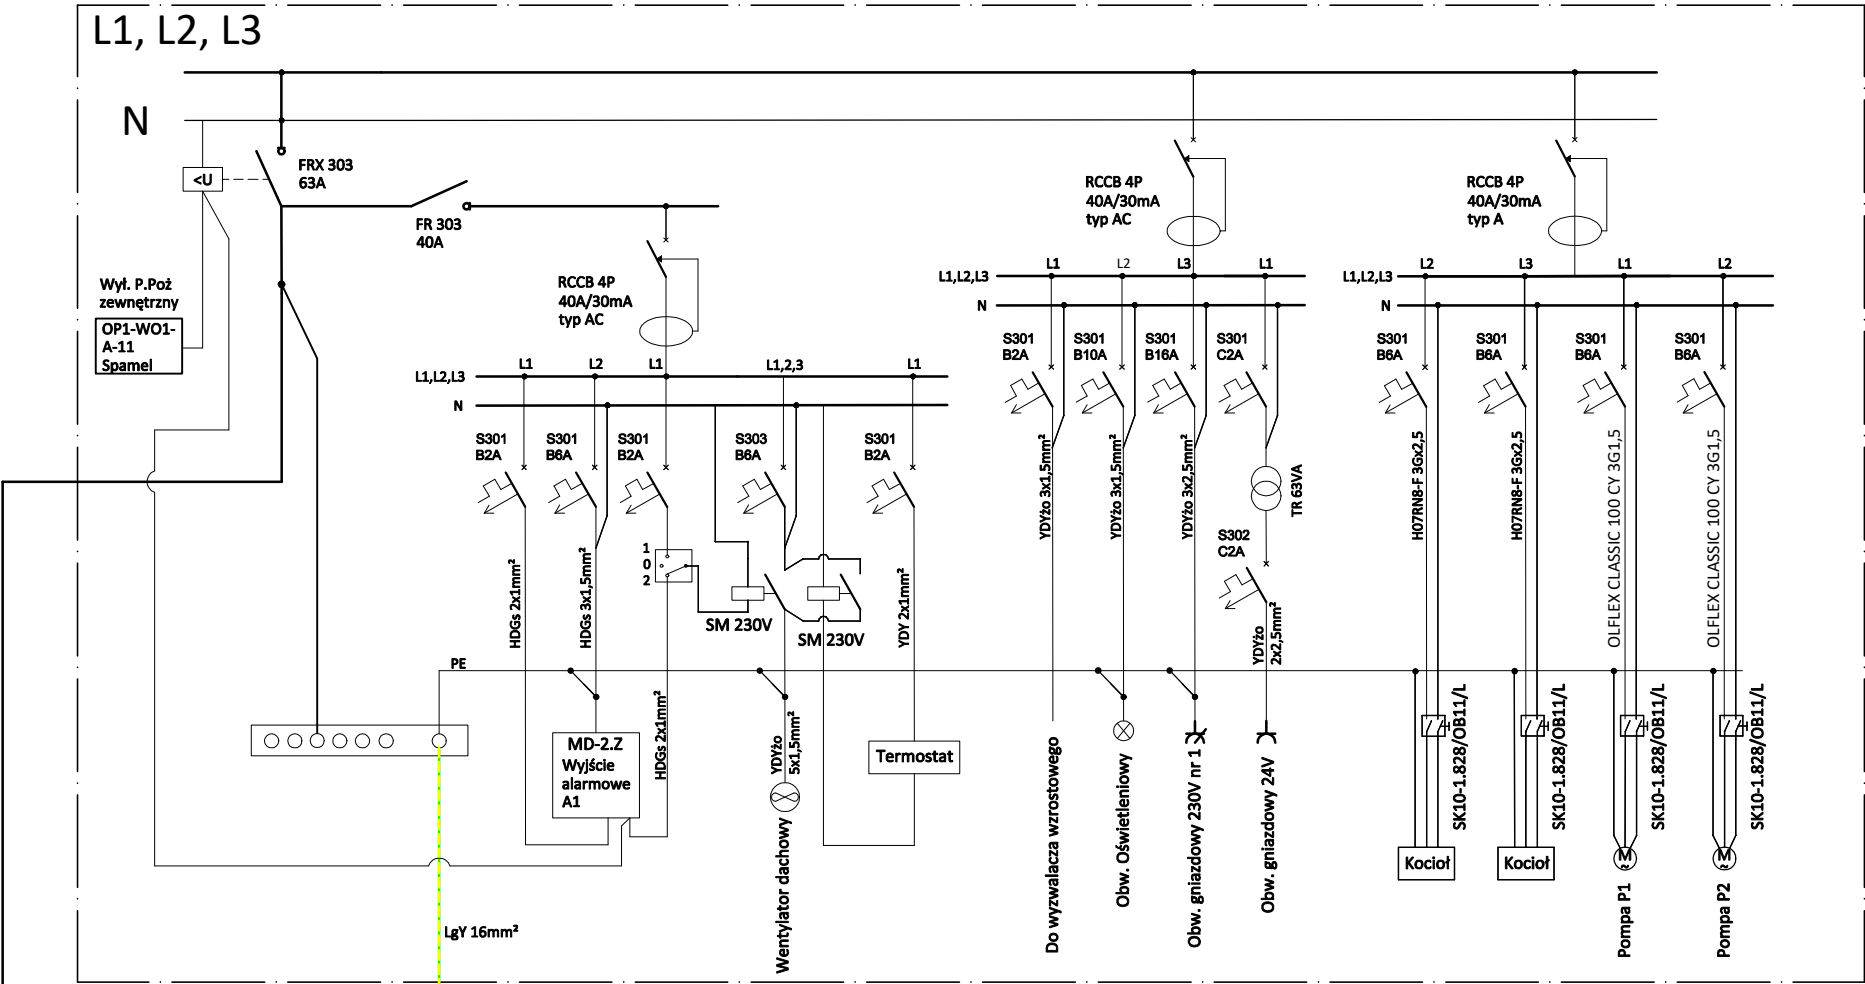 L1, L2, L3
N
<U
FRX 303
63A
FR 303
40A
Wył. P.Poż
zewnętrzny
OP1-WO1-
A-11
Spamel
RCCB 4P
40A/30mA
typ AC
RCCB 4P
40A/30mA
typ AC
RCCB 4P
40A/30mA
typ A
L1,L2,L3
N
L1
L2
L1
L1,2,3
L1
S301
B2A
S301
B6A
S301
B2A
S303
B6A
S301
B2A
HDGs 2x1mm²
HDGs 3x1,5mm²
1
0
2
SM 230V
SM 230V
YDY 2x1mm²
PE
HDGs 2x1mm²
YDYżo
5x1,5mm²
MD-2.Z
Wyjście
alarmowe
A1
Termostat
Wentylator dachowy
LgY 16mm²
L1,L2,L3
N
L1
L2
L3
L1
S301
B2A
S301
B10A
S301
B16A
S301
C2A
YDYżo 3x1,5mm²
YDYżo 3x1,5mm²
YDYżo 3x2,5mm²
TR 63VA
S302
C2A
YDYżo
2x2,5mm²
Do wyzwalacza wzrostowego
Obw. Oświetleniowy
Obw. gniazdowy 230V nr 1
Obw. gniazdowy 24V
L1,L2,L3
N
L2
L3
L1
L2
S301
B6A
S301
B6A
S301
B6A
S301
B6A
H07RN8-F 3Gx2,5
H07RN8-F 3Gx2,5
OLFLEX CLASSIC 100 CY 3G1,5
OLFLEX CLASSIC 100 CY 3G1,5
SK10-1.828/OB11/L
SK10-1.828/OB11/L
SK10-1.828/OB11/L
SK10-1.828/OB11/L
Kocioł
Kocioł
M
~
M
~
Pompa P1
Pompa P2